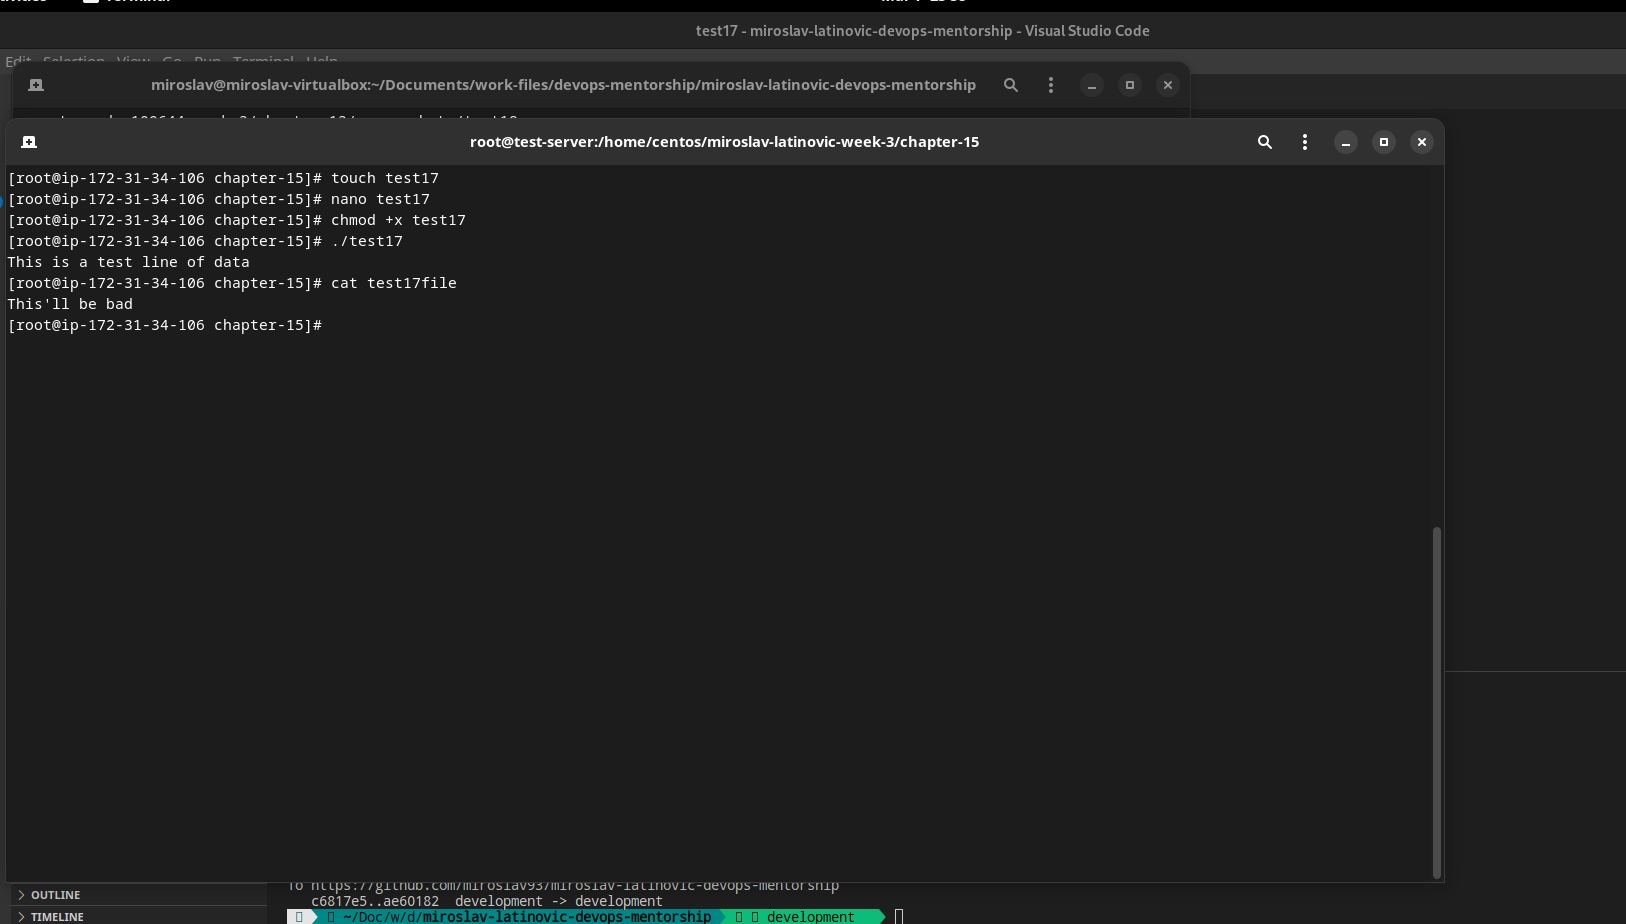 test17 - miroslav-latinovic-devops-mentorship - Visual Studio Code
Edit Selection View Go Run Terminal Help
miroslav@miroslav-virtualbox:~/Documents/work-files/devops-mentorship/miroslav-latinovic-devops-mentorship
root@test-server:/home/centos/miroslav-latinovic-week-3/chapter-15
[root@ip-172-31-34-106 chapter-15]# touch test17
[root@ip-172-31-34-106 chapter-15]# nano test17
[root@ip-172-31-34-106 chapter-15]# chmod +x test17
[root@ip-172-31-34-106 chapter-15]# ./test17
This is a test line of data
[root@ip-172-31-34-106 chapter-15]# cat test17file
This'll be bad
[root@ip-172-31-34-106 chapter-15]#
To https://github.com/miroslav93/miroslav-latinovic-devops-mentorship
c6817e5..ae60182 development -> development
~/Doc/w/d/miroslav-latinovic-devops-mentorship development
OUTLINE
TIMELINE